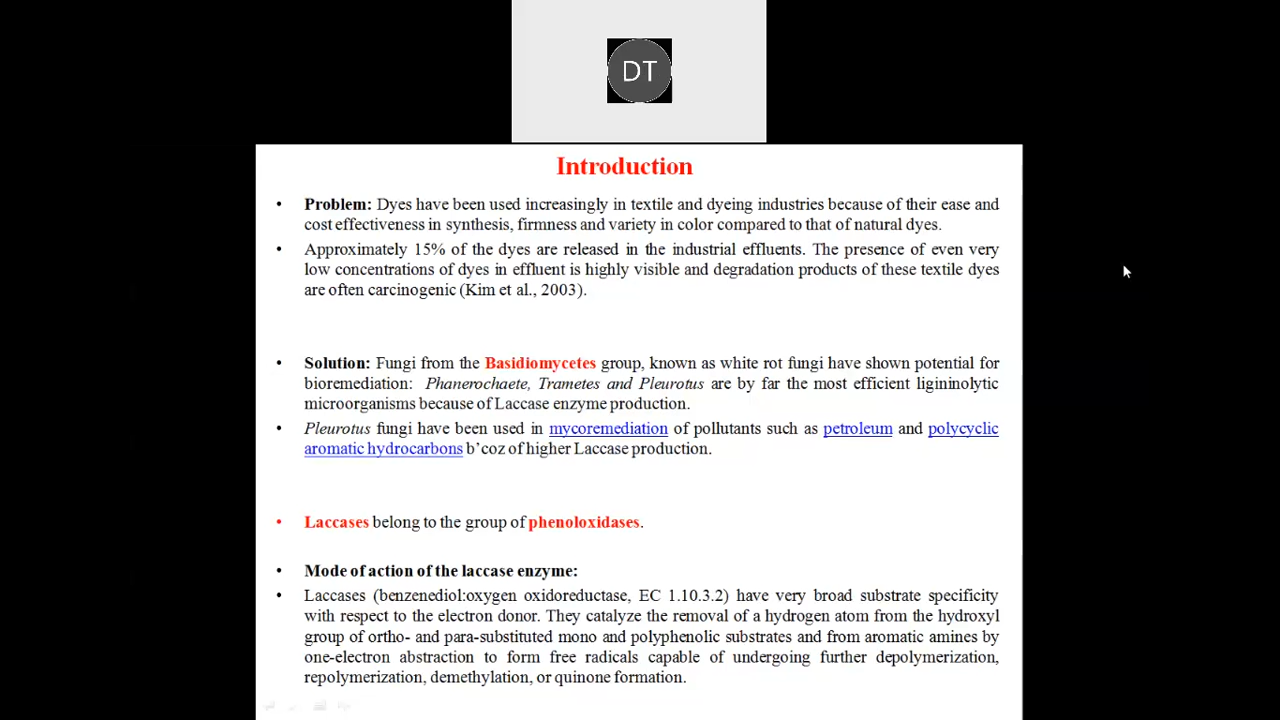 DT
Introduction
• Problem: Dyes have been used increasingly in textile and dyeing industries because of their ease and
cost effectiveness in synthesis, firmness and variety in color compared to that of natural dyes.
• Approximately 15% of the dyes are released in the industrial effluents. The presence of even very
low concentrations of dyes in effluent is highly visible and degradation products of these textile dyes
are often carcinogenic (Kim et al., 2003).
• Solution: Fungi from the Basidiomycetes group, known as white rot fungi have shown potential for
bioremediation: Phanerochaete, Trametes and Pleurotus are by far the most efficient ligininolytic
microorganisms because of Laccase enzyme production.
• Pleurotus fungi have been used in mycoremediation of pollutants such as petroleum and polycyclic
aromatic hydrocarbons b'coz of higher Laccase production.
• Laccases belong to the group of phenoloxidases.
• Mode of action of the laccase enzyme:
• Laccases (benzenediol:oxygen oxidoreductase, EC 1.10.3.2) have very broad substrate specificity
with respect to the electron donor. They catalyze the removal of a hydrogen atom from the hydroxyl
group of ortho- and para-substituted mono and polyphenolic substrates and from aromatic amines by
one-electron abstraction to form free radicals capable of undergoing further depolymerization,
repolymerization, demethylation, or quinone formation.